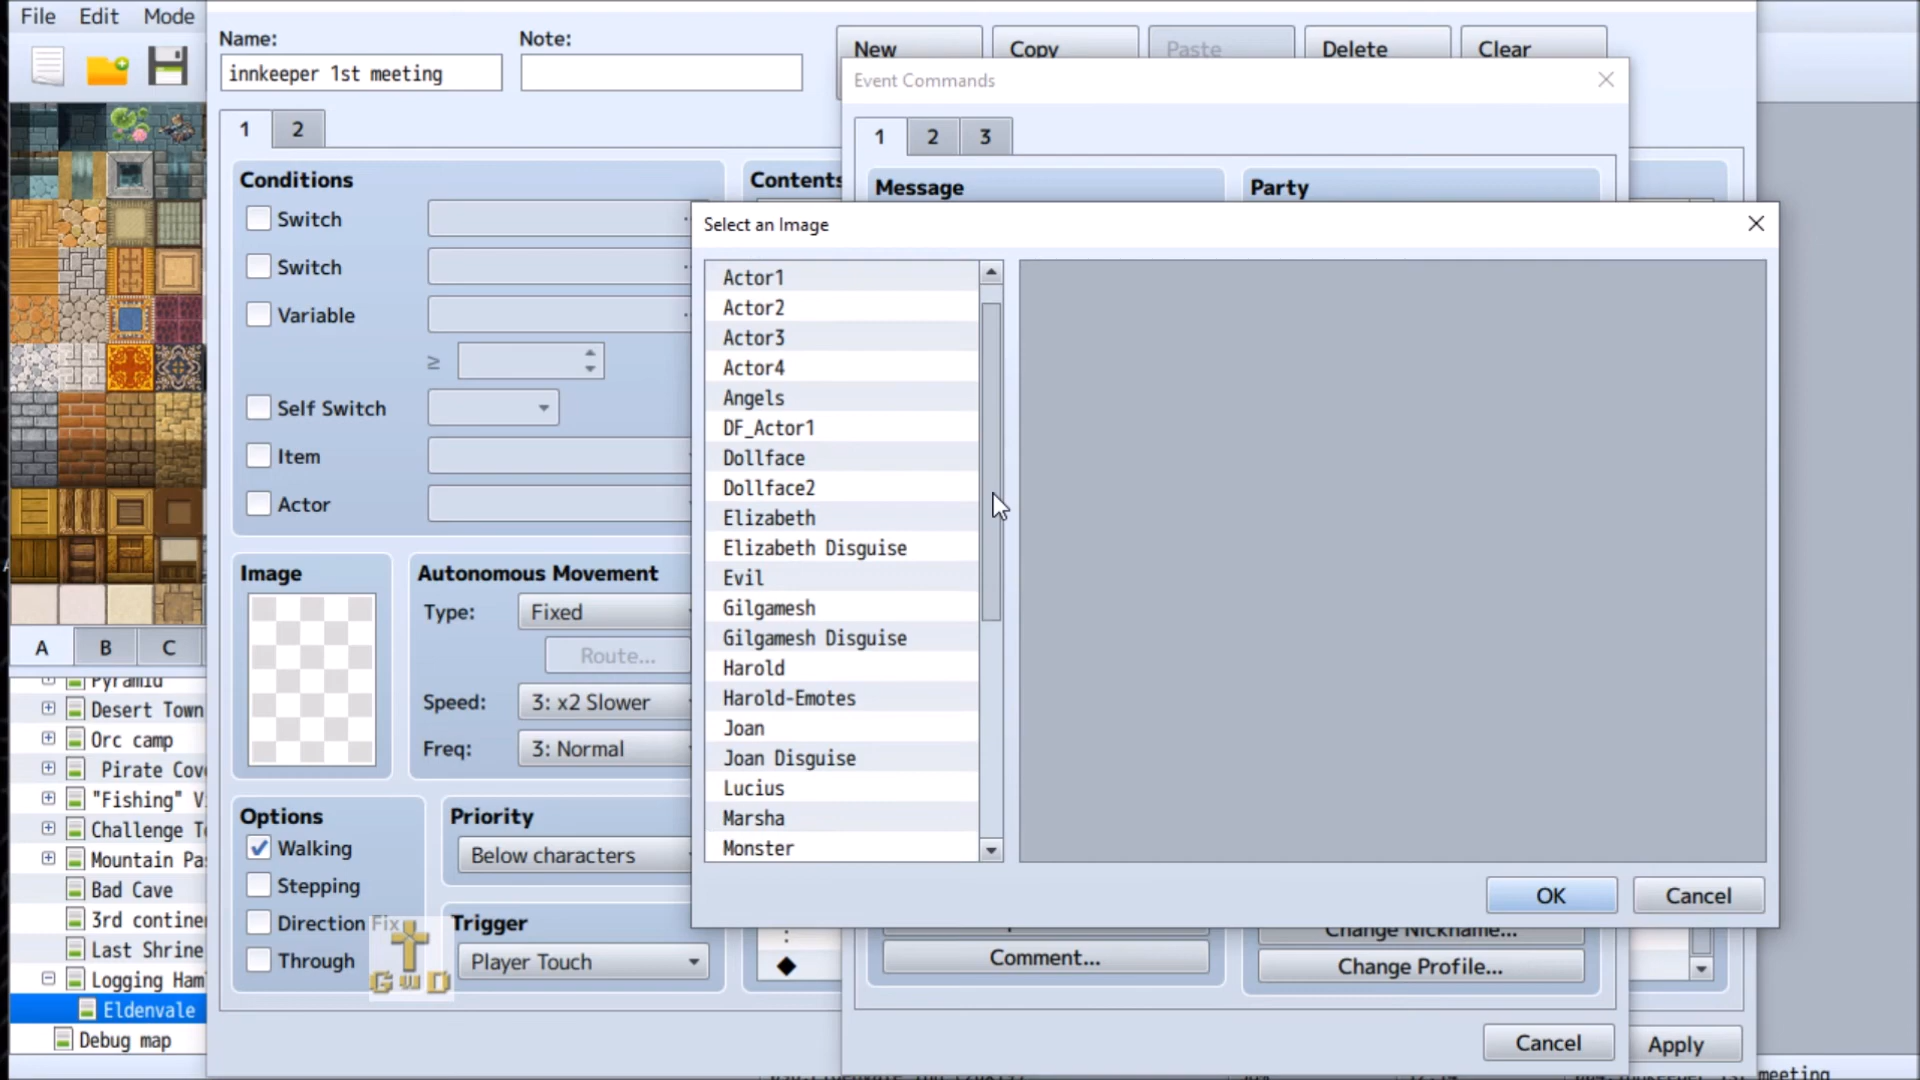 File Edit Mode
Name:
innkeeper 1st meeting
Note:
New Copy Paste Delete Clear
Event Commands
1 2
1 2 3
Conditions
Contents
Message
Party
Switch
Switch
Variable
≥
Self Switch
Item
Actor
Select an Image
Actor1
Actor2
Actor3
Actor4
Angels
DF_Actor1
Dollface
Dollface2
Elizabeth
Elizabeth Disguise
Evil
Gilgamesh
Gilgamesh Disguise
Harold
Harold-Emotes
Joan
Joan Disguise
Lucius
Marsha
Monster
OK Cancel
Image
Autonomous Movement
Type: Fixed
Route...
Speed: 3: x2 Slower
Freq: 3: Normal
Options
Walking
Stepping
Direction Fix
Through
Priority
Below characters
Trigger
Player Touch
GWD
Change Nickname...
Comment...
Change Profile...
Cancel Apply
A B C
Pyramid
Desert Town
Orc camp
Pirate Cov
"Fishing" V
Challenge T
Mountain Pa
Bad Cave
3rd contine
Last Shrine
Logging Ham
Eldenvale
Debug map
meeting